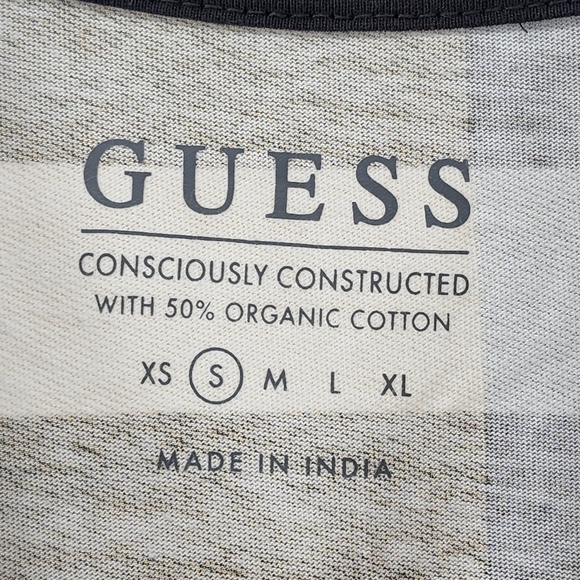 GUESS
CONSCIOUSLY CONSTRUCTED
WITH 50% ORGANIC COTTON
XS S M L XL
MADE IN INDIA